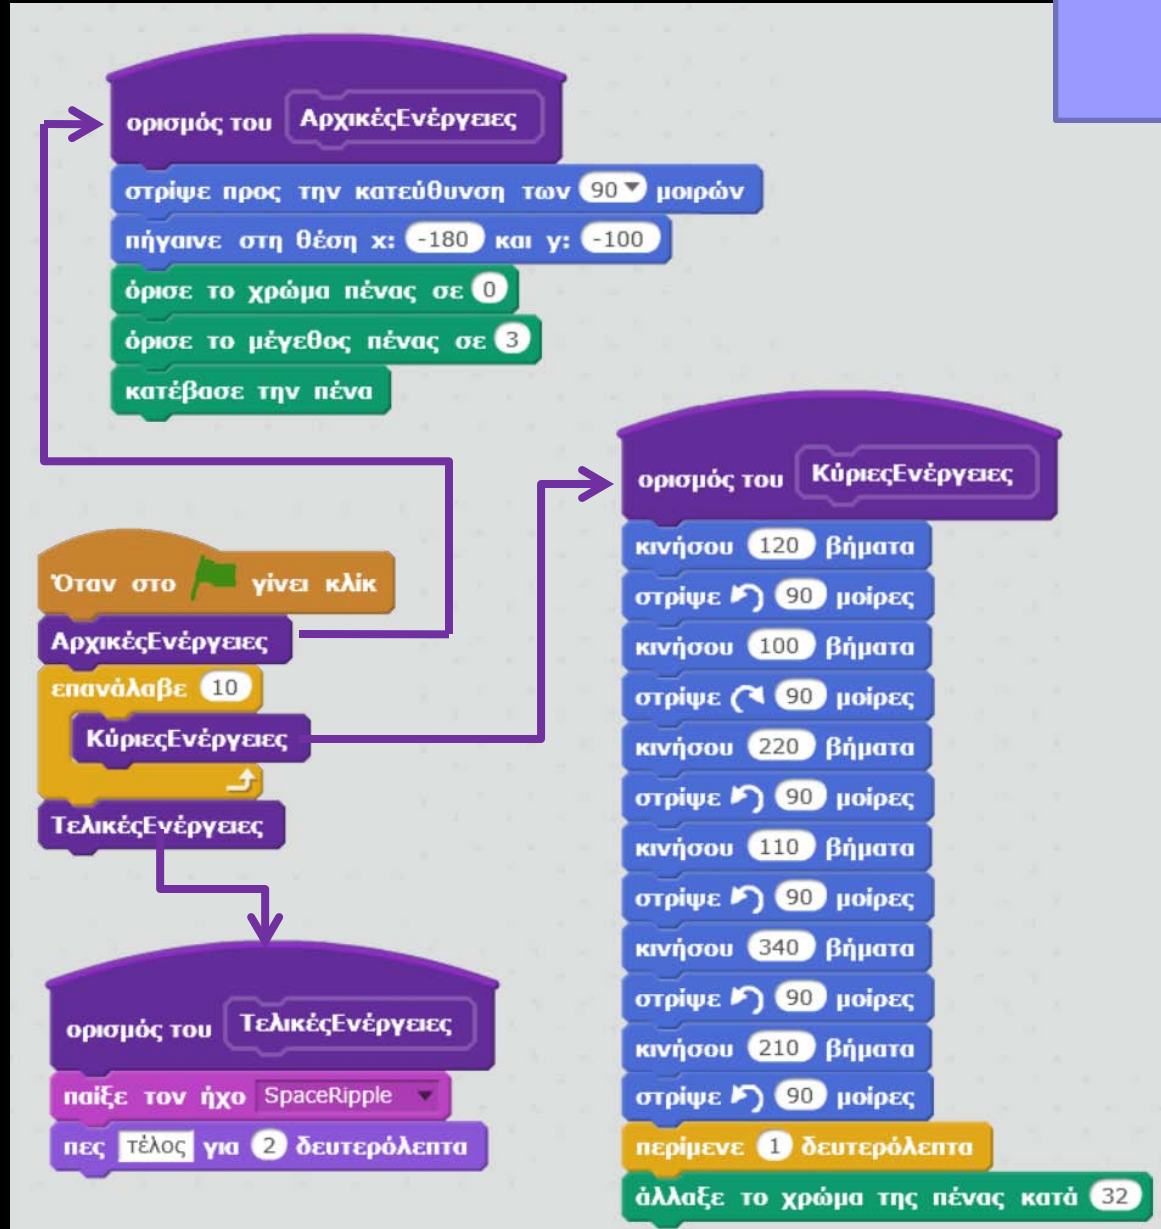 ορισμός του ΑρχικέςΕνέργειες
στρίψε προς την κατεύθυνση των 90 μοιρών
πήγαινε στη θέση x: -180 και y: -100
όρισε το χρώμα πένας σε 0
όρισε το μέγεθος πένας σε 3
κατέβασε την πένα
Όταν στο γίνει κλίκ
ΑρχικέςΕνέργειες
επανάλαβε 10
ΚύριεςΕνέργειες
ΤελικέςΕνέργειες
ορισμός του ΤελικέςΕνέργειες
παίξε τον ήχο SpaceRipple
πες τέλος για 2 δευτερόλεπτα
ορισμός του ΚύριεςΕνέργειες
κινήσου 120 βήματα
στρίψε 90 μοίρες
κινήσου 100 βήματα
στρίψε 90 μοίρες
κινήσου 220 βήματα
στρίψε 90 μοίρες
κινήσου 110 βήματα
στρίψε 90 μοίρες
κινήσου 340 βήματα
στρίψε 90 μοίρες
κινήσου 210 βήματα
στρίψε 90 μοίρες
περίμενε 1 δευτερόλεπτα
άλλαξε το χρώμα της πένας κατά 32